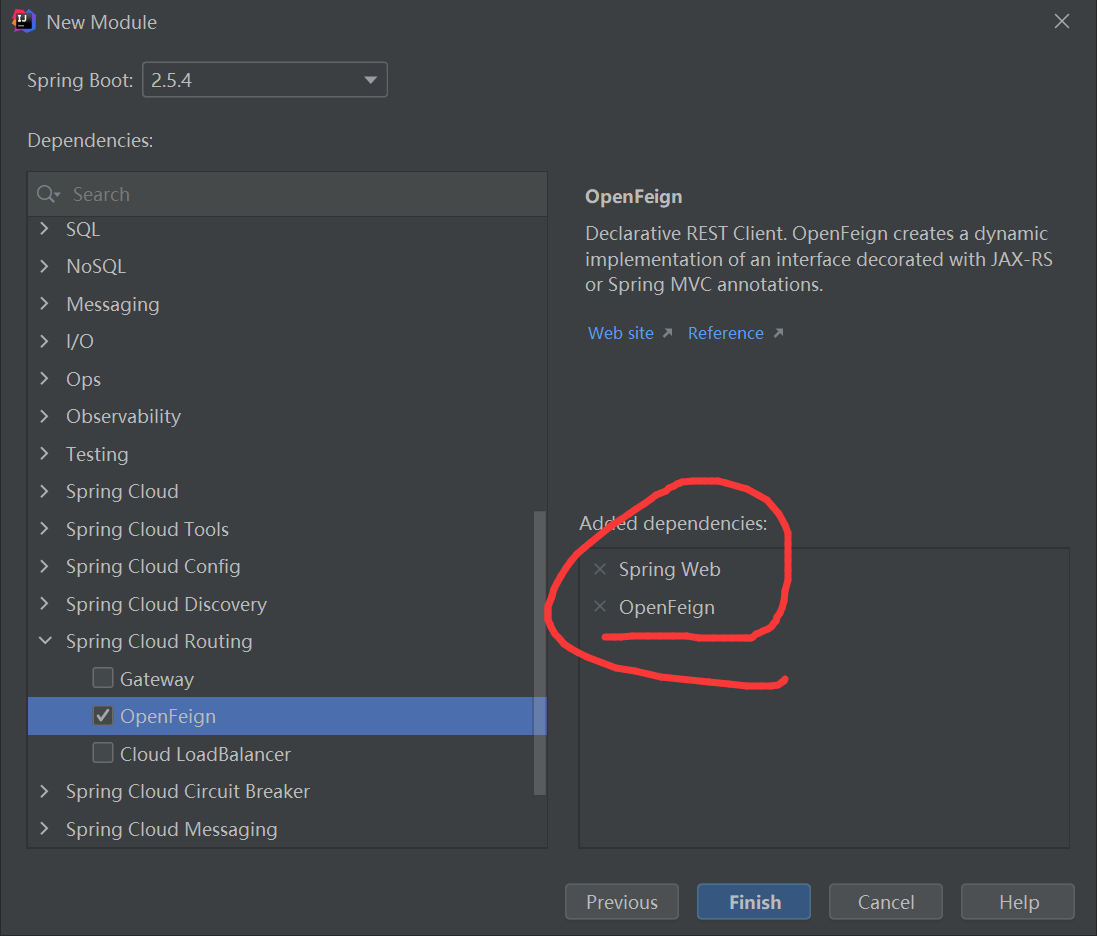 New Module
Spring Boot: 2.5.4
Dependencies:
Search
SQL
NoSQL
Messaging
I/O
Ops
Observability
Testing
Spring Cloud
Spring Cloud Tools
Spring Cloud Config
Spring Cloud Discovery
Spring Cloud Routing
Gateway
OpenFeign
Cloud LoadBalancer
Spring Cloud Circuit Breaker
Spring Cloud Messaging
OpenFeign
Declarative REST Client. OpenFeign creates a dynamic
implementation of an interface decorated with JAX-RS
or Spring MVC annotations.
Web site Reference
Added dependencies:
Spring Web
OpenFeign
Previous Finish Cancel Help